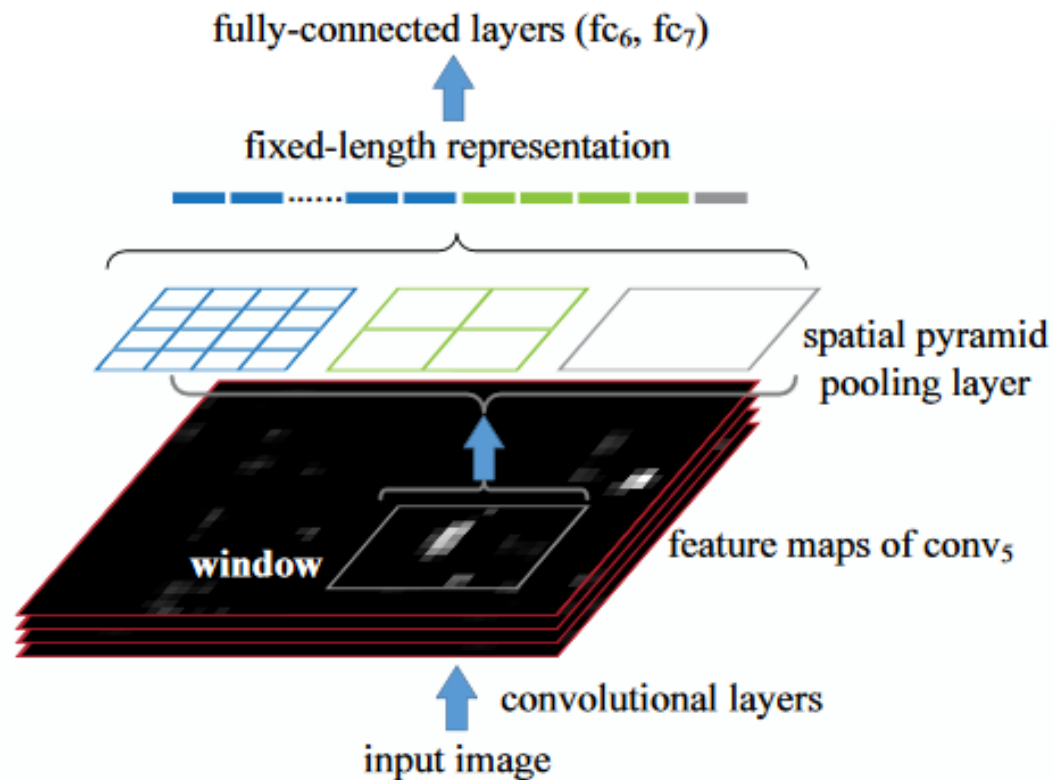 fully-connected layers (fc₆, fc₇)
fixed-length representation
......
spatial pyramid
pooling layer
window
feature maps of conv₅
convolutional layers
input image